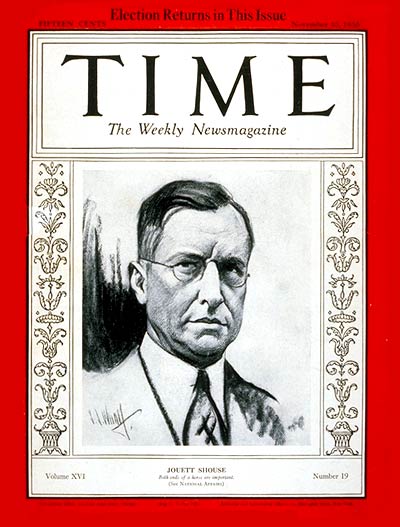 Election Returns in This Issue
FIFTEEN CENTS
November 10, 1930
TIME
The Weekly Newsmagazine
JOUETT SHOUSE
Both ends of a horse are important.
(See NATIONAL AFFAIRS)
Volume XVI
Number 19